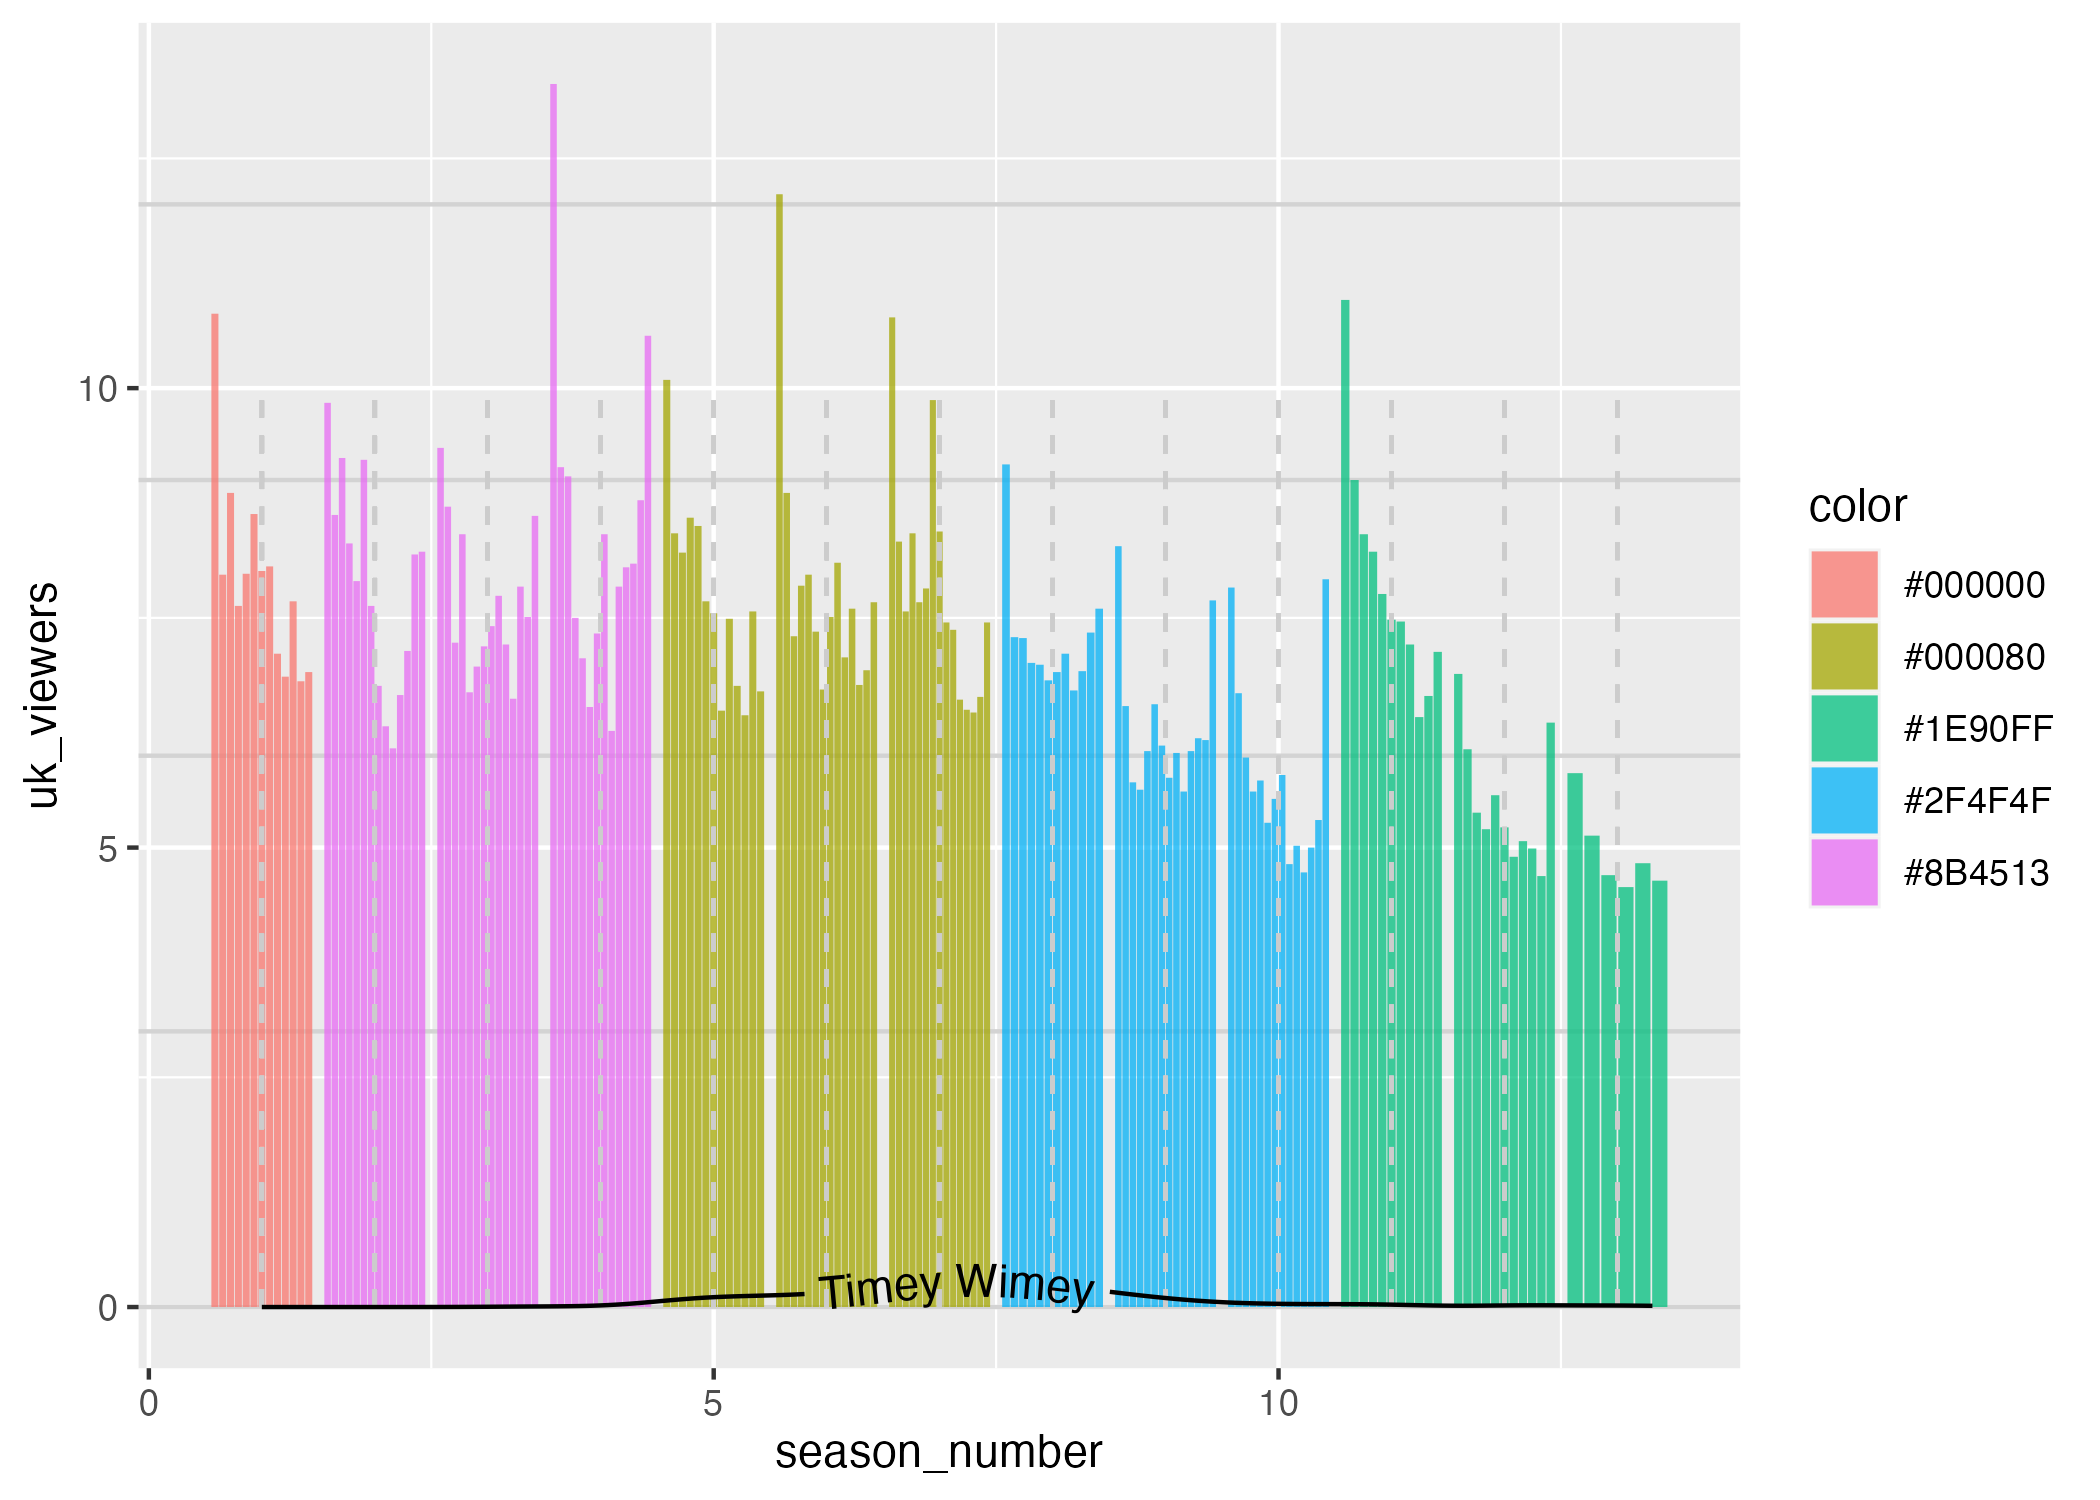 10
5
0
uk_viewers
Timey Wimey
0
5
10
season_number
color
#000000
#000080
#1E90FF
#2F4F4F
#8B4513